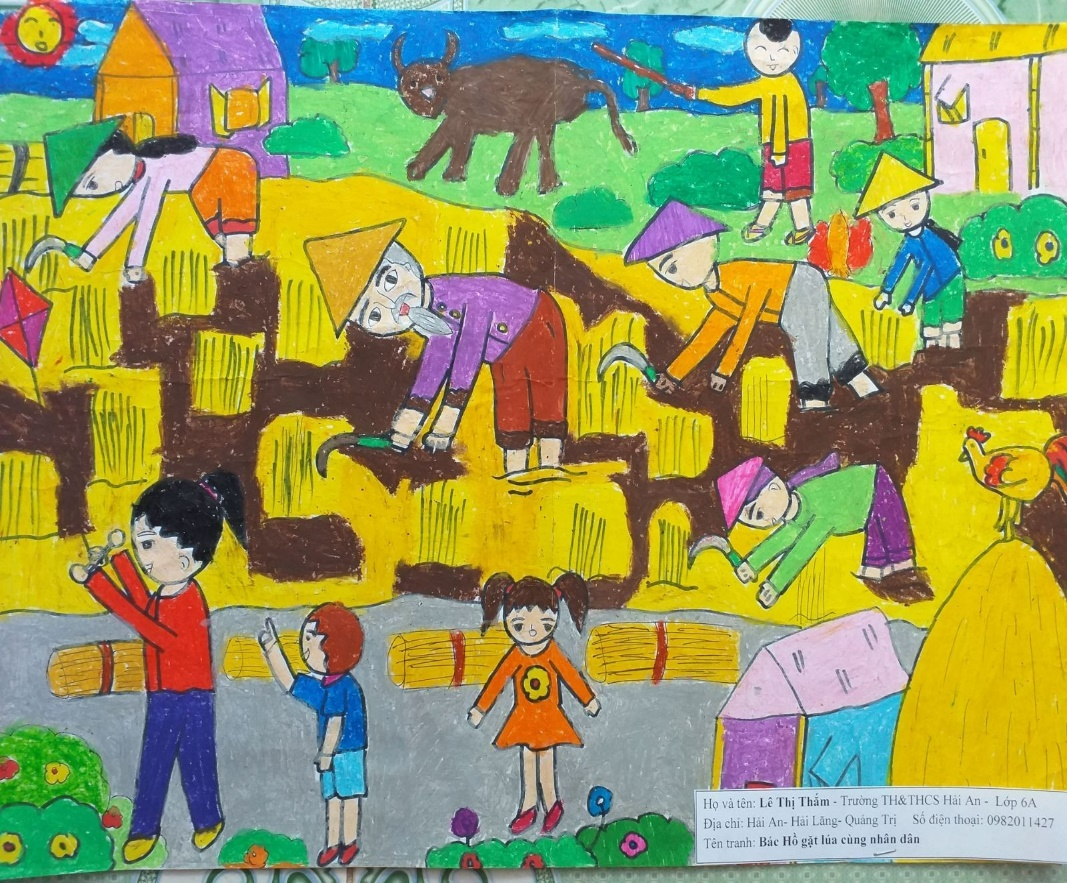 Họ và tên: Lê Thị Thắm - Trường TH&THCS Hải An - Lớp 6A
Địa chỉ: Hải An- Hải Lăng- Quảng Trị Số điện thoại: 0982011427
Tên tranh: Bác Hồ gặt lúa cùng nhân dân